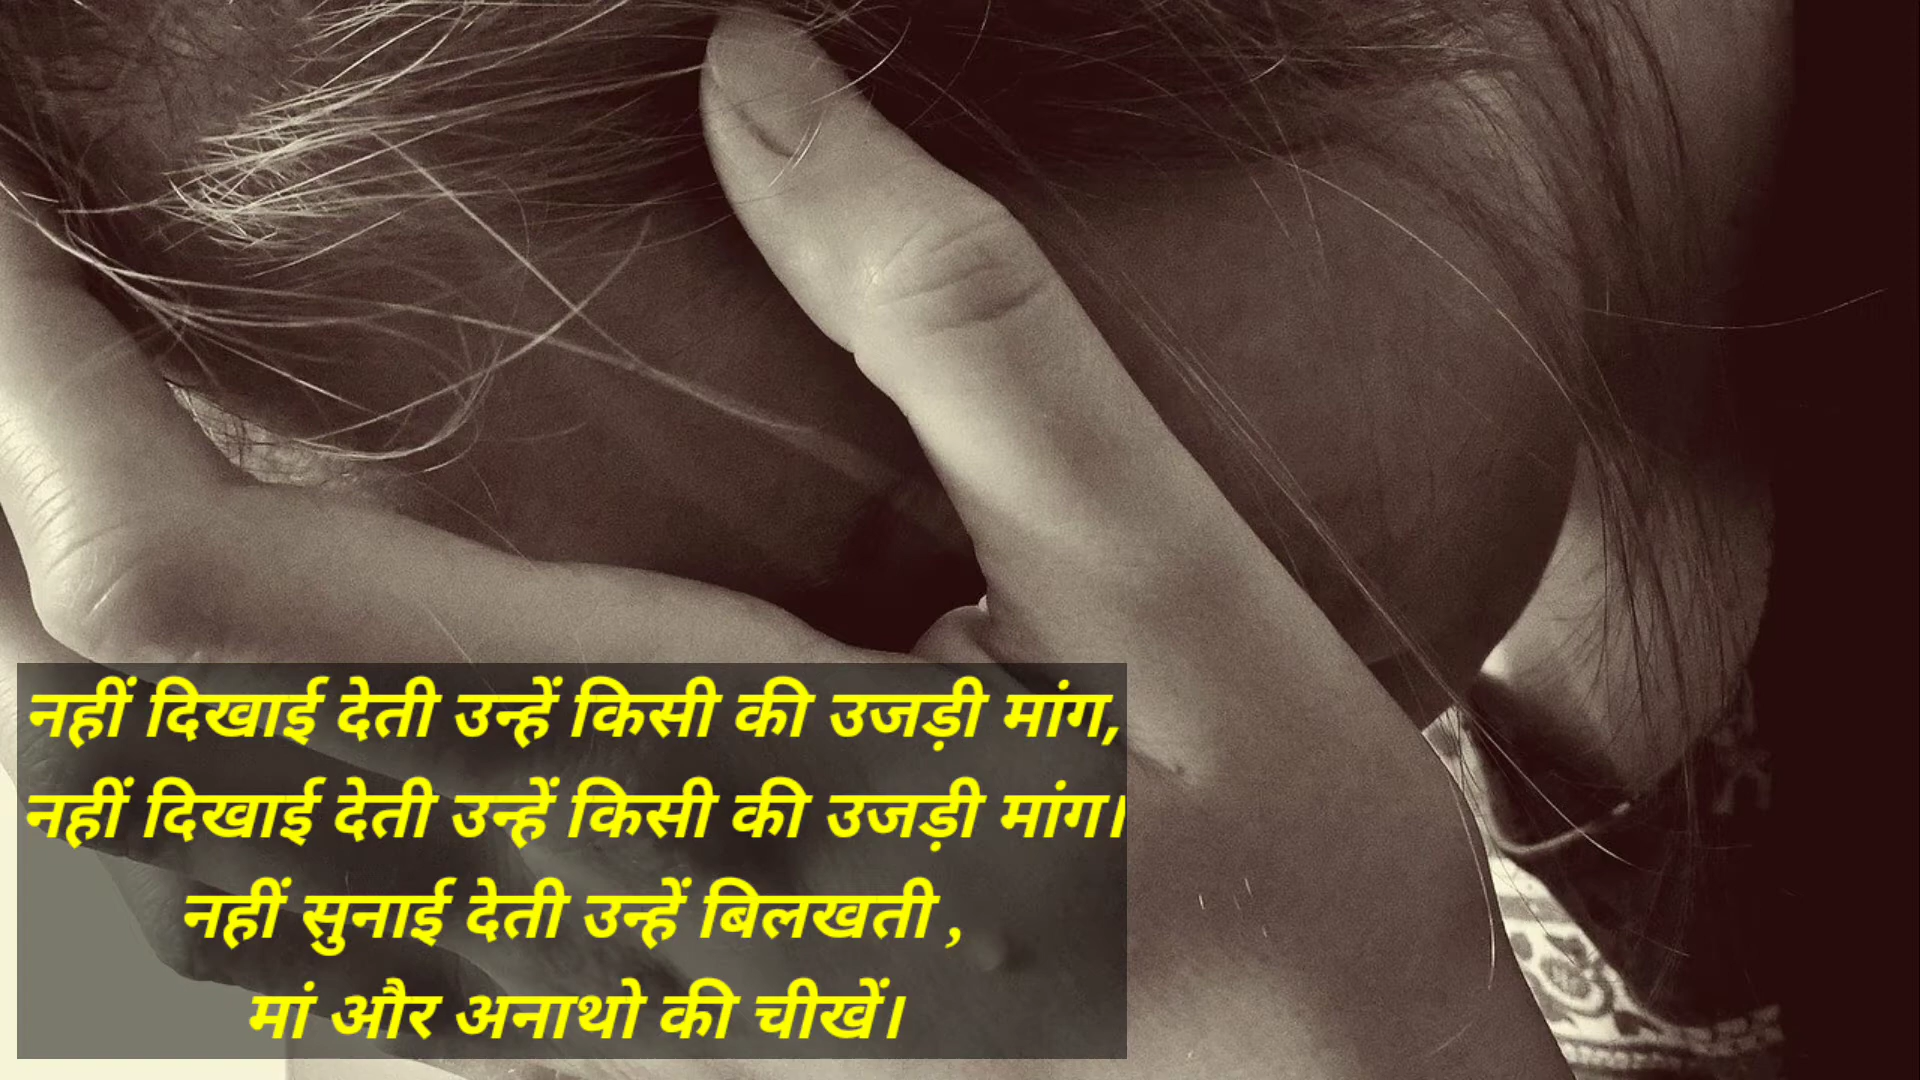 नहीं दिखाई देती उन्हें किसी की उजड़ी मांग,
नहीं दिखाई देती उन्हें किसी की उजड़ी मांग।
नहीं सुनाई देती उन्हें बिलखती ,
मां और अनाथो की चीखें।